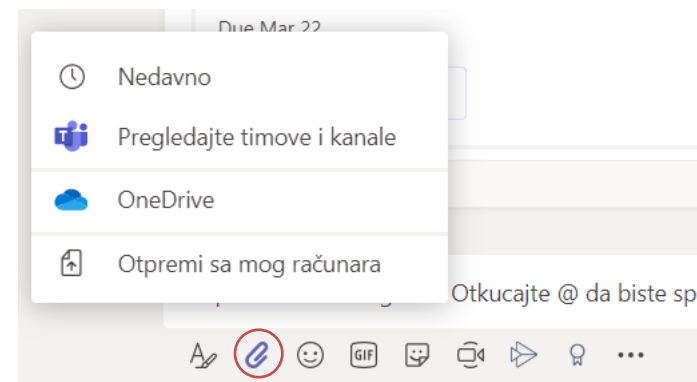 Due Mar 22
Nedavno
Pregledajte timove i kanale
OneDrive
Otpremi sa mog računara
Otkucajte @ da biste sp
GIF